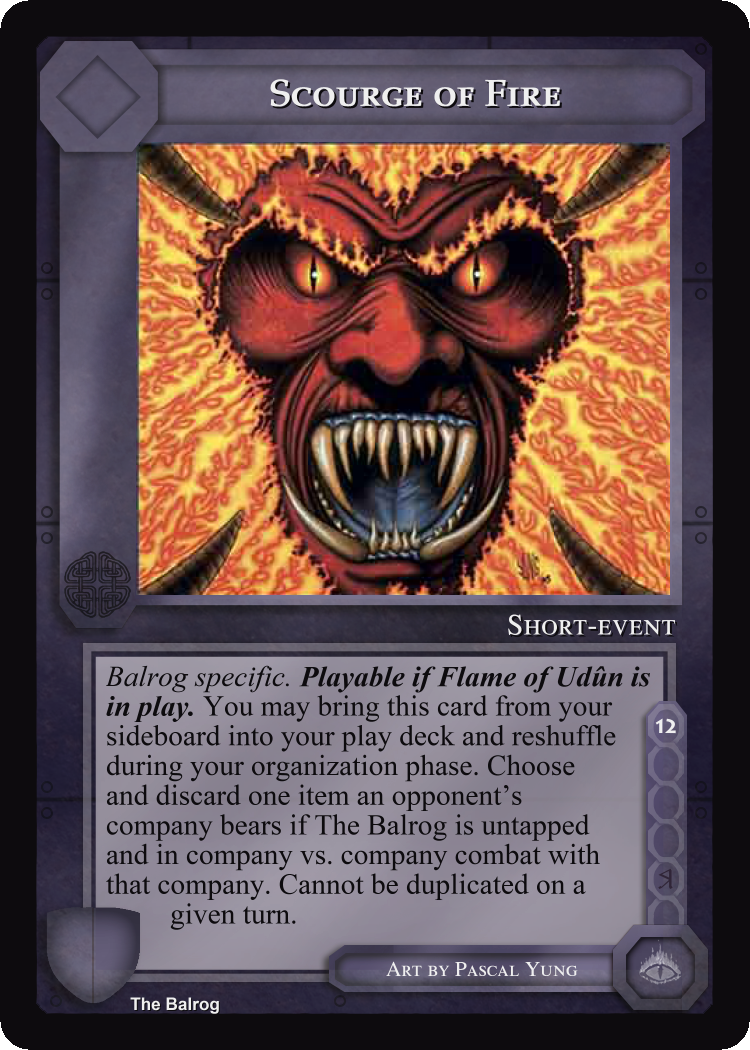 Scourge of Fire
Short-event
Balrog specific. Playable if Flame of Udûn is
in play. You may bring this card from your
sideboard into your play deck and reshuffle
during your organization phase. Choose
and discard one item an opponent's
company bears if The Balrog is untapped
and in company vs. company combat with
that company. Cannot be duplicated on a
given turn.
12
Art by Pascal Yung
The Balrog